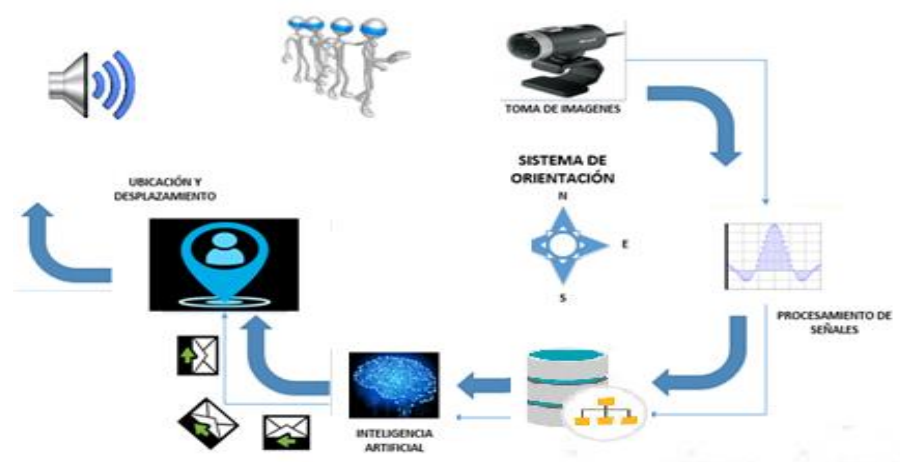 TOMA DE IMAGENES
SISTEMA DE
ORIENTACIÓN
N
E
S
UBICACIÓN Y
DESPLAZAMIENTO
PROCESAMIENTO DE
SEÑALES
INTELIGENCIA
ARTIFICIAL